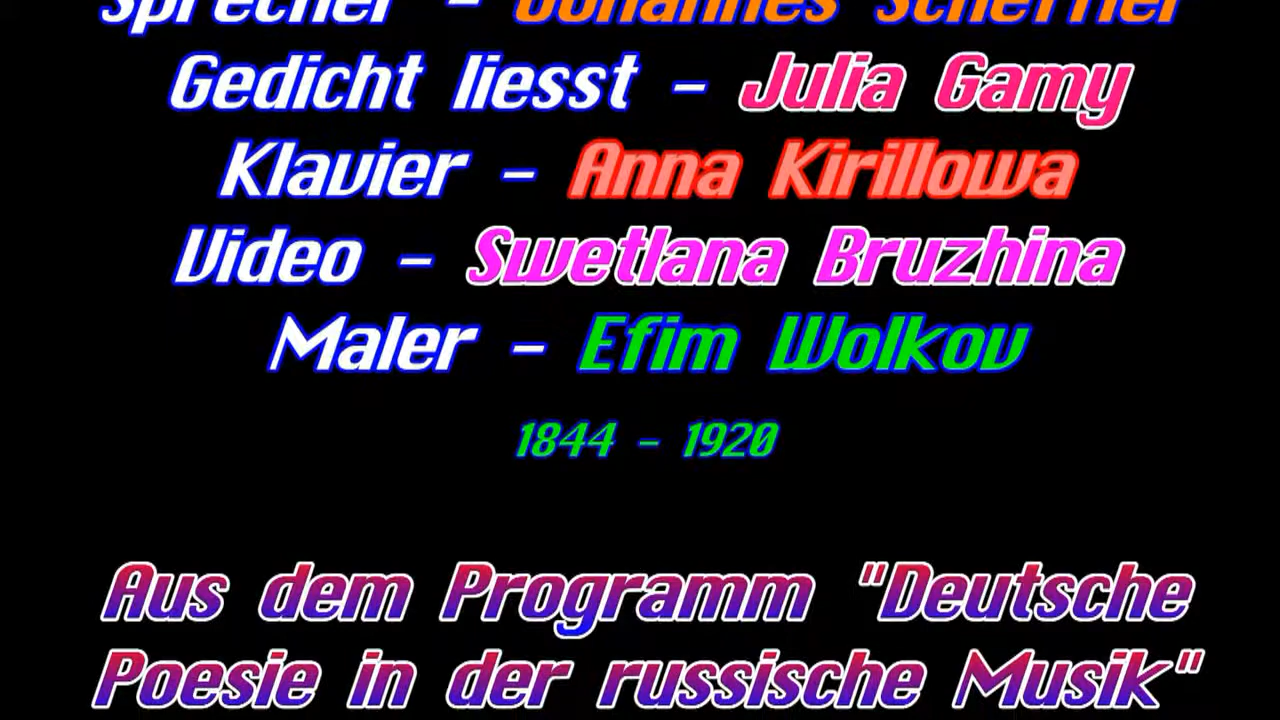 Sprecher - Johannes Scheffler
Gedicht liesst - Julia Gamy
Klavier - Anna Kirillowa
Video - Swetlana Bruzhina
Maler - Efim Wolkov
1844 - 1920
Aus dem Programm "Deutsche
Poesie in der russische Musik"